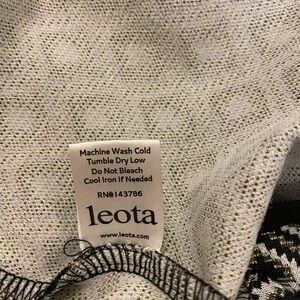 Machine Wash Cold
Tumble Dry Low
Do Not Bleach
Cool Iron if Needed
RN#143786
leota
www.leota.com